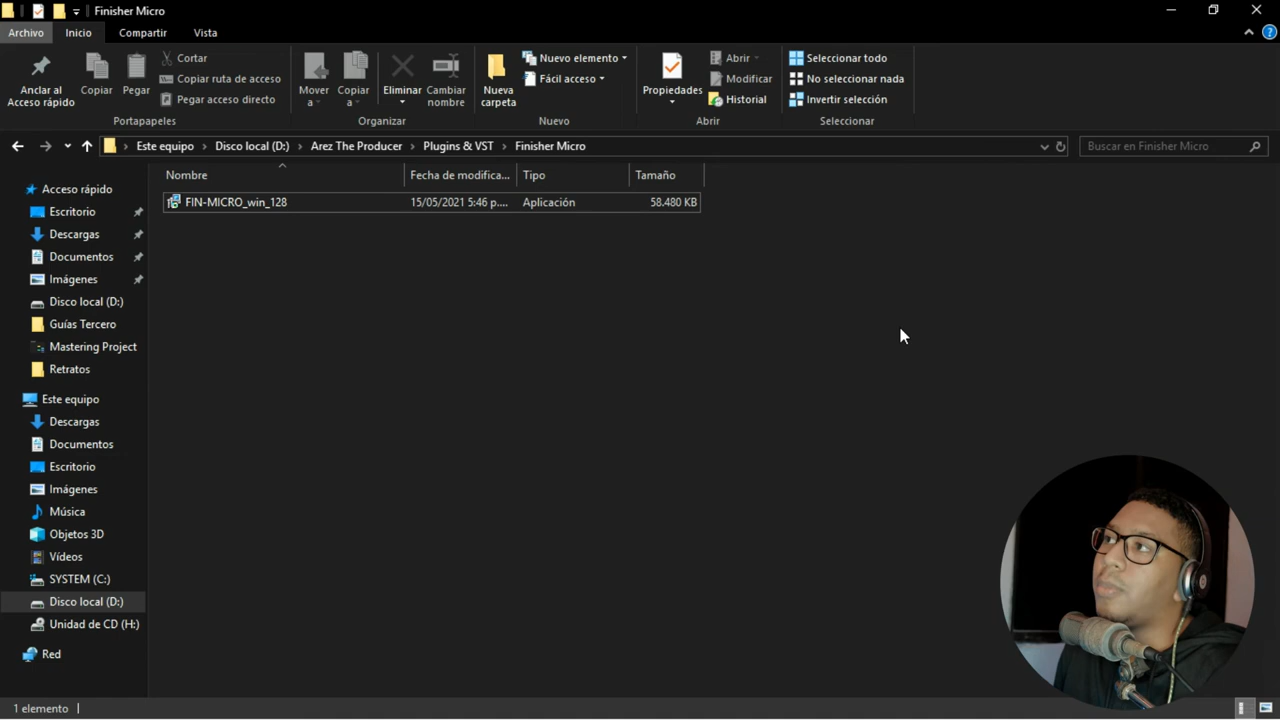 Finisher Micro
Archivo Inicio Compartir Vista
Anclar al Acceso rápido
Copiar
Pegar
Cortar
Copiar ruta de acceso
Pegar acceso directo
Portapapeles
Mover a
Copiar a
Eliminar
Cambiar nombre
Organizar
Nueva carpeta
Nuevo elemento
Fácil acceso
Nuevo
Propiedades
Abrir
Modificar
Historial
Abrir
Seleccionar todo
No seleccionar nada
Invertir selección
Seleccionar
Este equipo > Disco local (D:) > Arez The Producer > Plugins & VST > Finisher Micro
Buscar en Finisher Micro
Nombre Fecha de modifica... Tipo Tamaño
FIN-MICRO_win_128 15/05/2021 5:46 p.... Aplicación 58.480 KB
Acceso rápido
Escritorio
Descargas
Documentos
Imágenes
Disco local (D:)
Guías Tercero
Mastering Project
Retratos
Este equipo
Descargas
Documentos
Escritorio
Imágenes
Música
Objetos 3D
Vídeos
SYSTEM (C:)
Disco local (D:)
Unidad de CD (H:)
Red
1 elemento